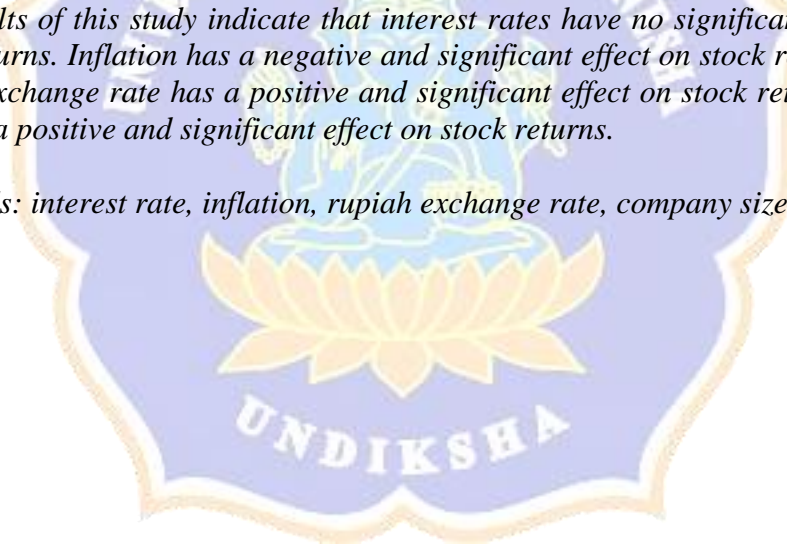 lts of this study indicate that interest rates have no significan
urns. Inflation has a negative and significant effect on stock r
xchange rate has a positive and significant effect on stock ret
a positive and significant effect on stock returns.
s: interest rate, inflation, rupiah exchange rate, company size
UNDIKSHA